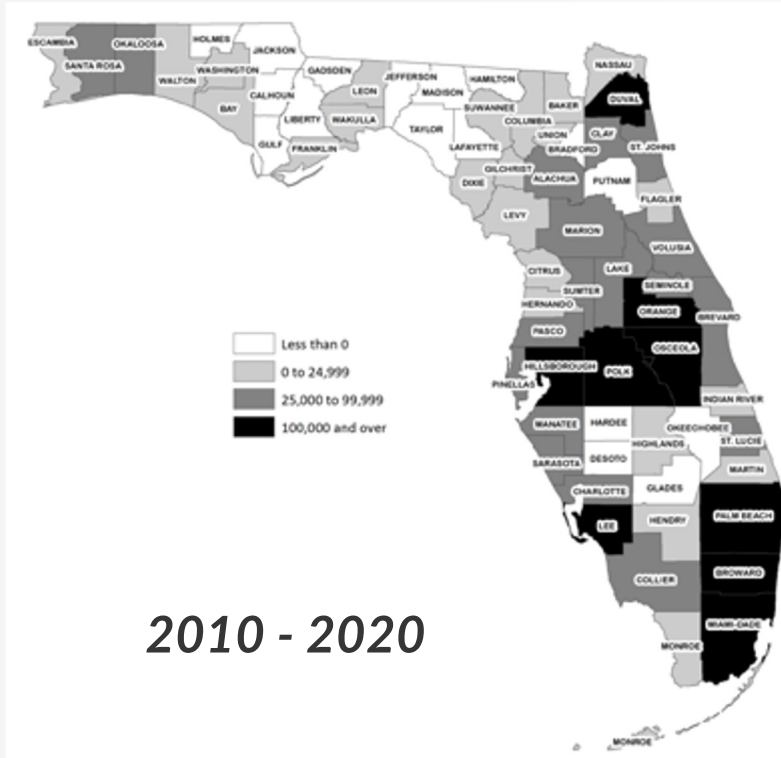 HOLMES
ESCAMBIA
OKALOOSA
JACKSON
SANTA ROSA
WASHINGTON
GADSDEN
WALTON
JEFFERSON
HAMILTON
NASSAU
CALHOUN
LEON
MADISON
DUVAL
BAY
SUWANNEE
BAKER
LIBERTY
WAKULLA
COLUMBIA
TAYLOR
UNION
CLAY
GULF
FRANKLIN
LAFAYETTE
BRADFORD
ST. JOHNS
GILCHRIST
ALACHUA
PUTNAM
DIXIE
FLAGLER
LEVY
MARION
VOLUSIA
CITRUS
LAKE
SUMTER
SEMINOLE
HERNANDO
ORANGE
BREVARD
PASCO
OSCEOLA
HILLSBOROUGH
POLK
PINELLAS
INDIAN RIVER
MANATEE
HARDEE
OKEECHOBEE
HIGHLANDS
ST. LUCIE
SARASOTA
DESOTO
MARTIN
CHARLOTTE
GLADES
LEE
HENDRY
PALM BEACH
COLLIER
BROWARD
MIAMI-DADE
MONROE
MONROE
Less than 0
0 to 24,999
25,000 to 99,999
100,000 and over
2010 - 2020